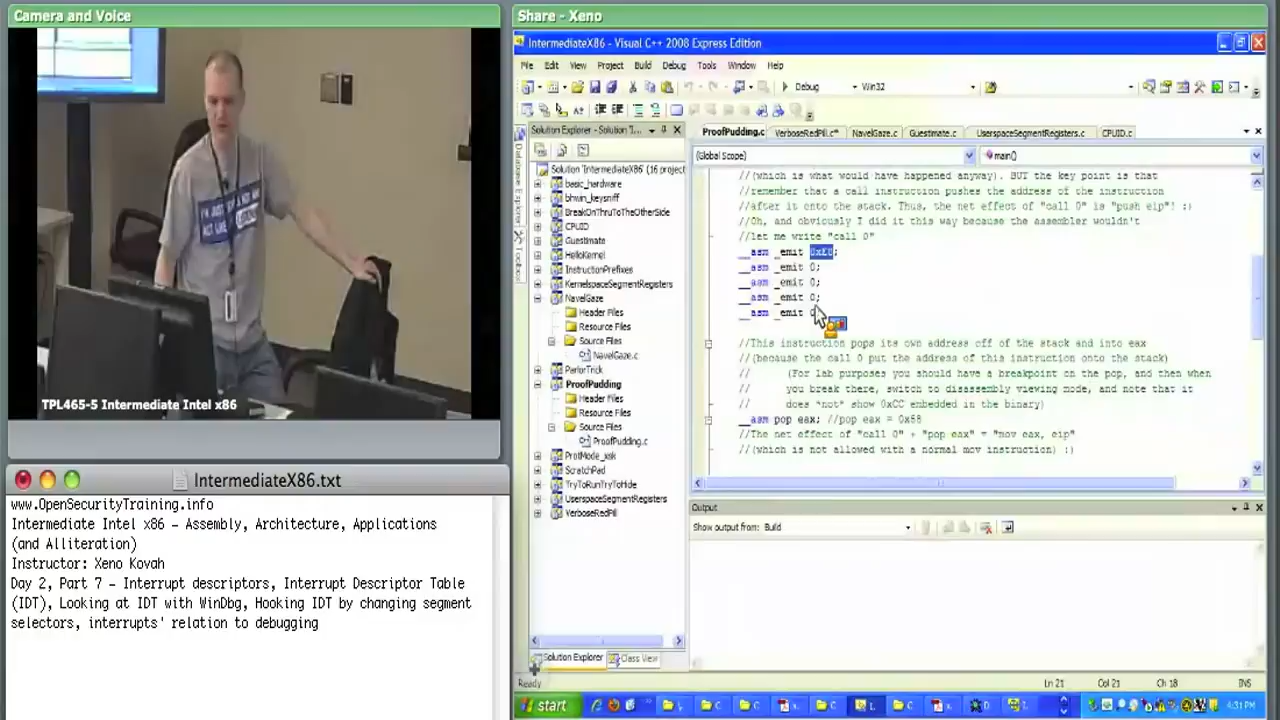 Camera and Voice
TPL465-5 Intermediate Intel x86
IntermediateX86.txt
www.OpenSecurityTraining.info
Intermediate Intel x86 – Assembly, Architecture, Applications
(and Alliteration)
Instructor: Xeno Kovah
Day 2, Part 7 – Interrupt descriptors, Interrupt Descriptor Table
(IDT), Looking at IDT with WinDbg, Hooking IDT by changing segment
selectors, interrupts' relation to debugging
Share - Xeno
IntermediateX86 - Visual C++ 2008 Express Edition
File Edit View Project Build Debug Tools Window Help
Debug Win32
Solution Explorer - Solution 'I...
Database Explorer
Toolbox
Solution 'IntermediateX86' (16 project
basic_hardware
bhwin_keysniff
BreakOnThruToTheOtherSide
CPUID
Guestimate
HelloKernel
InstructionPrefixes
KernelspaceSegmentRegisters
NavelGaze
Header Files
Resource Files
Source Files
NavelGaze.c
ParlorTrick
ProofPudding
Header Files
Resource Files
Source Files
ProofPudding.c
ProtMode_xsk
ScratchPad
TryToRunTryToHide
UserspaceSegmentRegisters
VerboseRedPill
Solution Explorer Class View
ProofPudding.c VerboseRedPill.c* NavelGaze.c Guestimate.c UserspaceSegmentRegisters.c CPUID.c
(Global Scope) main()
//(which is what would have happened anyway). BUT the key point is that
//remember that a call instruction pushes the address of the instruction
//after it onto the stack. Thus, the net effect of "call 0" is "push eip"! :)
//Oh, and obviously I did it this way because the assembler wouldn't
//let me write "call 0"
__asm _emit 0xE8;
__asm _emit 0;
__asm _emit 0;
__asm _emit 0;
__asm _emit 0
//This instruction pops its own address off of the stack and into eax
//(because the call 0 put the address of this instruction onto the stack)
// (For lab purposes you should have a breakpoint on the pop, and then when
// you break there, switch to disassembly viewing mode, and note that it
// does *not* show 0xCC embedded in the binary)
__asm pop eax; //pop eax = 0x58
//The net effect of "call 0" + "pop eax" = "mov eax, eip"
//(which is not allowed with a normal mov instruction) :)
Output
Show output from: Build
Ready Ln 21 Col 21 Ch 18 INS
start 4:31 PM